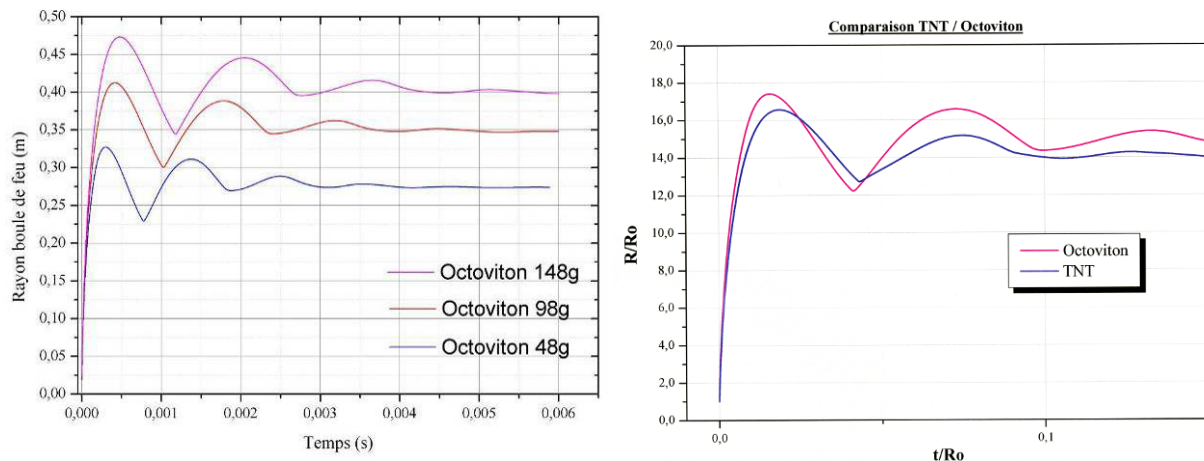 0,50
0,45
0,40
0,35
0,30
0,25
0,20
0,15
0,10
0,05
0,00
Rayon boule de feu (m)
Octoviton 148g
Octoviton 98g
Octoviton 48g
0,000 0,001 0,002 0,003 0,004 0,005 0,006
Temps (s)
Comparaison TNT / Octoviton
20,0
18,0
16,0
14,0
12,0
10,0
8,0
6,0
4,0
2,0
0,0
R/Ro
Octoviton
TNT
0,0 0,1
t/Ro